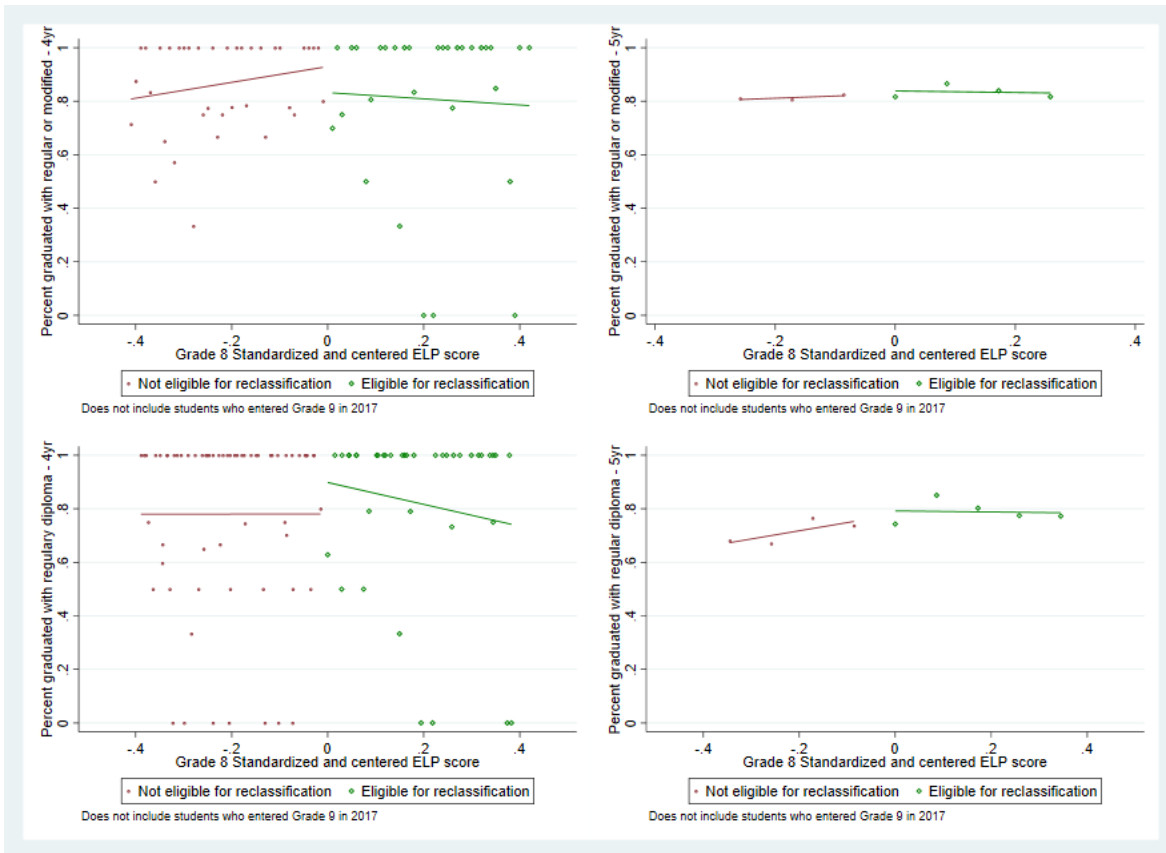 Percent graduated with regular or modified - 4yr
1
.8
.6
.4
.2
0
-.4 -.2 0 .2 .4
Grade 8 Standardized and centered ELP score
Not eligible for reclassification Eligible for reclassification
Does not include students who entered Grade 9 in 2017
Percent graduated with regular or modified - 5yr
1
.8
.6
.4
.2
0
-.4 -.2 0 .2 .4
Grade 8 Standardized and centered ELP score
Not eligible for reclassification Eligible for reclassification
Does not include students who entered Grade 9 in 2017
Percent graduated with regulary diploma - 4yr
1
.8
.6
.4
.2
0
-.4 -.2 0 .2 .4
Grade 8 Standardized and centered ELP score
Not eligible for reclassification Eligible for reclassification
Does not include students who entered Grade 9 in 2017
Percent graduated with regular diploma - 5yr
1
.8
.6
.4
.2
0
-.4 -.2 0 .2 .4
Grade 8 Standardized and centered ELP score
Not eligible for reclassification Eligible for reclassification
Does not include students who entered Grade 9 in 2017